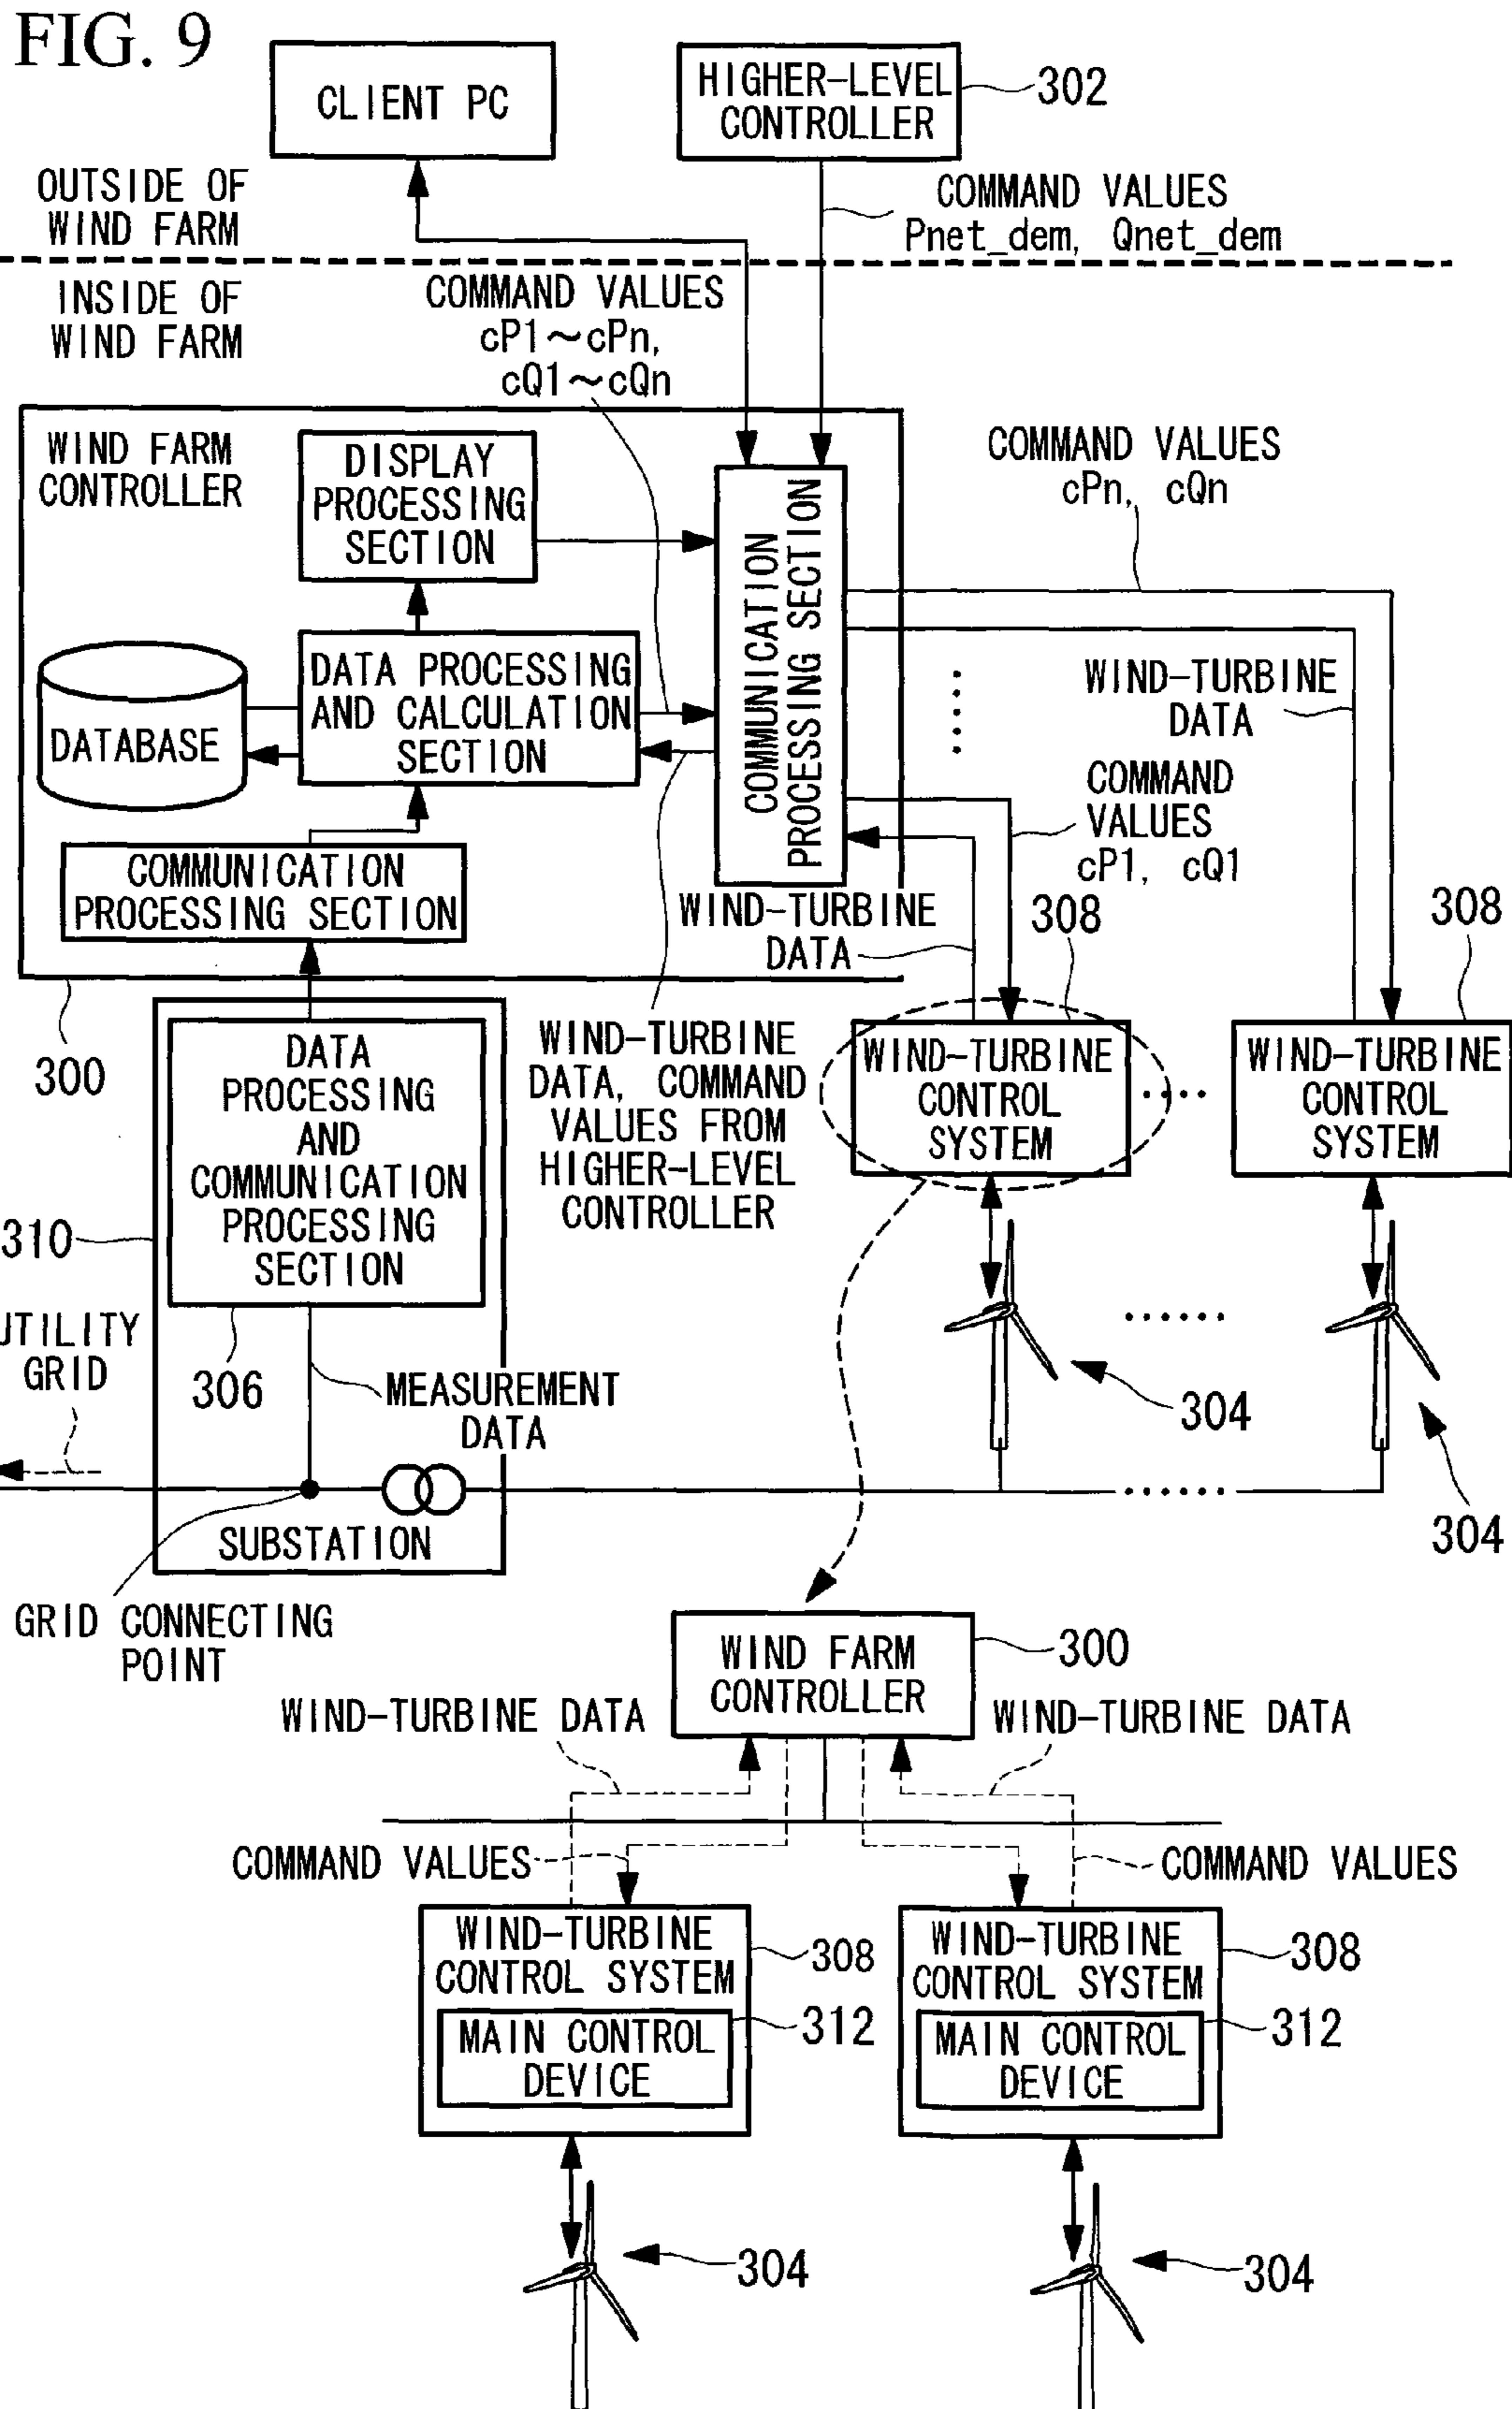 FIG. 9
CLIENT PC
HIGHER-LEVEL
CONTROLLER
302
OUTSIDE OF
WIND FARM
COMMAND VALUES
Pnet_dem, Qnet_dem
INSIDE OF
WIND FARM
COMMAND VALUES
cP1~cPn,
cQ1~cQn
WIND FARM
CONTROLLER
DISPLAY
PROCESSING
SECTION
COMMUNICATION
PROCESSING SECTION
COMMAND VALUES
cPn, cQn
DATABASE
DATA PROCESSING
AND CALCULATION
SECTION
WIND-TURBINE
DATA
COMMAND
VALUES
cP1, cQ1
COMMUNICATION
PROCESSING SECTION
WIND-TURBINE
DATA
308
308
300
DATA
PROCESSING
AND
COMMUNICATION
PROCESSING
SECTION
WIND-TURBINE
DATA, COMMAND
VALUES FROM
HIGHER-LEVEL
CONTROLLER
WIND-TURBINE
CONTROL
SYSTEM
WIND-TURBINE
CONTROL
SYSTEM
310
UTILITY
GRID
306
MEASUREMENT
DATA
304
304
SUBSTATION
GRID CONNECTING
POINT
WIND FARM
CONTROLLER
300
WIND-TURBINE DATA
WIND-TURBINE DATA
COMMAND VALUES
COMMAND VALUES
WIND-TURBINE
CONTROL SYSTEM
308
MAIN CONTROL
DEVICE
312
WIND-TURBINE
CONTROL SYSTEM
308
MAIN CONTROL
DEVICE
312
304
304